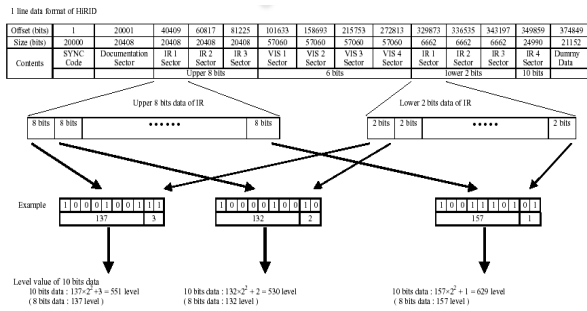 1 line data format of HiRID
Offset (bits) 1 20001 40409 60817 81225 101633 158693 215753 272813 329873 336535 343197 349859 374849
Size (bits) 20000 20408 20408 20408 20408 57060 57060 57060 57060 6662 6662 6662 24990 21152
Contents SYNC Code Documentation Sector IR 1 Sector IR 2 Sector IR 3 Sector VIS 1 Sector VIS 2 Sector VIS 3 Sector VIS 4 Sector IR 1 Sector IR 2 Sector IR 3 Sector IR 4 Sector Dummy Data
Upper 8 bits 6 bits lower 2 bits 10 bits
Upper 8 bits data of IR Lower 2 bits data of IR
8 bits 8 bits •••••• 8 bits 2 bits 2 bits •••••• 2 bits
Example 1 0 0 0 1 0 0 1 1 1 1 0 0 0 0 1 0 0 1 0 1 0 0 1 1 1 0 1 0 1
137 3 132 2 157 1
Level value of 10 bits data
10 bits data : 137×2²+3 = 551 level 10 bits data : 132×2² + 2 = 530 level 10 bits data : 157×2² + 1 = 629 level
( 8 bits data : 137 level ) ( 8 bits data : 132 level ) ( 8 bits data : 157 level )